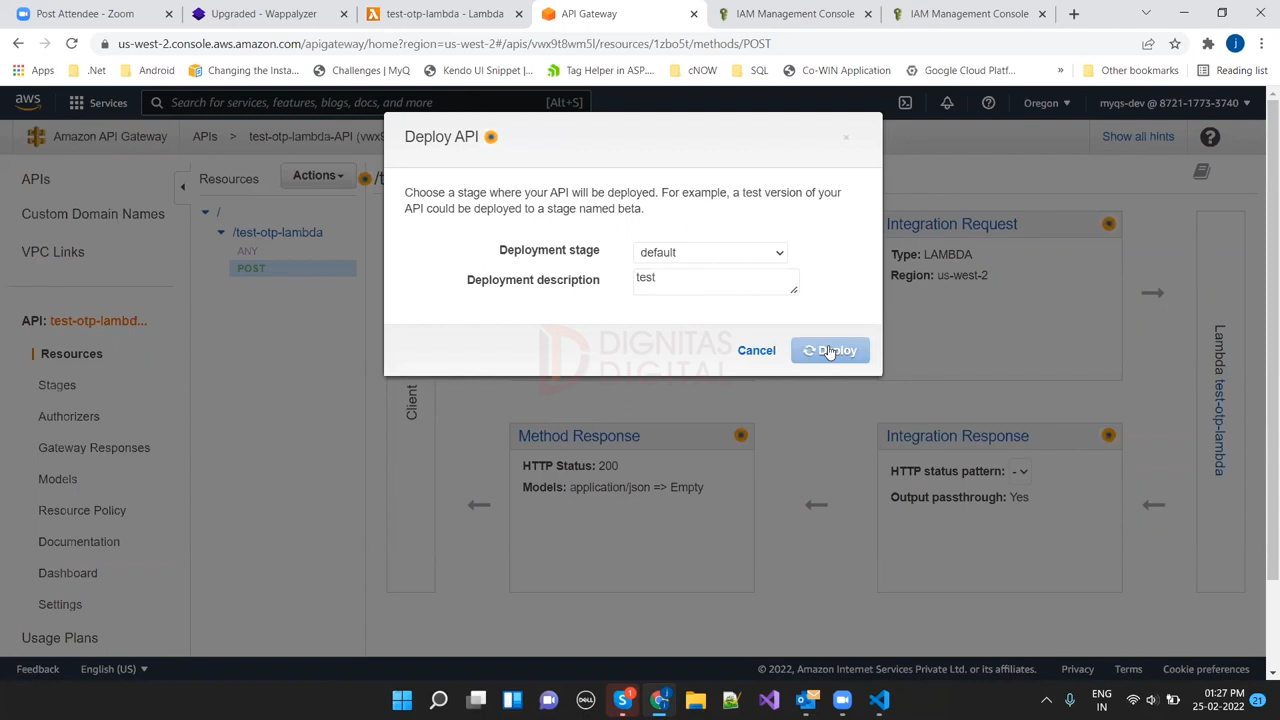 Post Attendee - Zoom
Upgraded - Wappalyzer
test-otp-lambda - Lambda
API Gateway
IAM Management Console
IAM Management Console
us-west-2.console.aws.amazon.com/apigateway/home?region=us-west-2#/apis/vwx9t8wm5l/resources/1zbo5t/methods/POST
Apps
.Net
Android
Changing the Insta...
Challenges | MyQ
Kendo UI Snippet |...
Tag Helper in ASP....
cNOW
SQL
Co-WIN Application
Google Cloud Platf...
»
Other bookmarks
Reading list
aws
Services
Search for services, features, blogs, docs, and more
[Alt+S]
Oregon
myqs-dev @ 8721-1773-3740
Amazon API Gateway
APIs
>
test-otp-lambda-API (vwx9
Show all hints
?
Deploy API
×
Choose a stage where your API will be deployed. For example, a test version of your
API could be deployed to a stage named beta.
Deployment stage
default
Deployment description
test
Cancel
Deploy
DIGNITAS
DIGITAL
APIs
Custom Domain Names
VPC Links
API: test-otp-lambd...
Resources
Stages
Authorizers
Gateway Responses
Models
Resource Policy
Documentation
Dashboard
Settings
Usage Plans
Resources
Actions
/
/test-otp-lambda
ANY
POST
/t
Client
Integration Request
Type: LAMBDA
Region: us-west-2
Method Response
HTTP Status: 200
Models: application/json => Empty
Integration Response
HTTP status pattern: -
Output passthrough: Yes
Lambda test-otp-lambda
Feedback
English (US)
© 2022, Amazon Internet Services Private Ltd. or its affiliates.
Privacy
Terms
Cookie preferences
ENG
IN
01:27 PM
25-02-2022
21